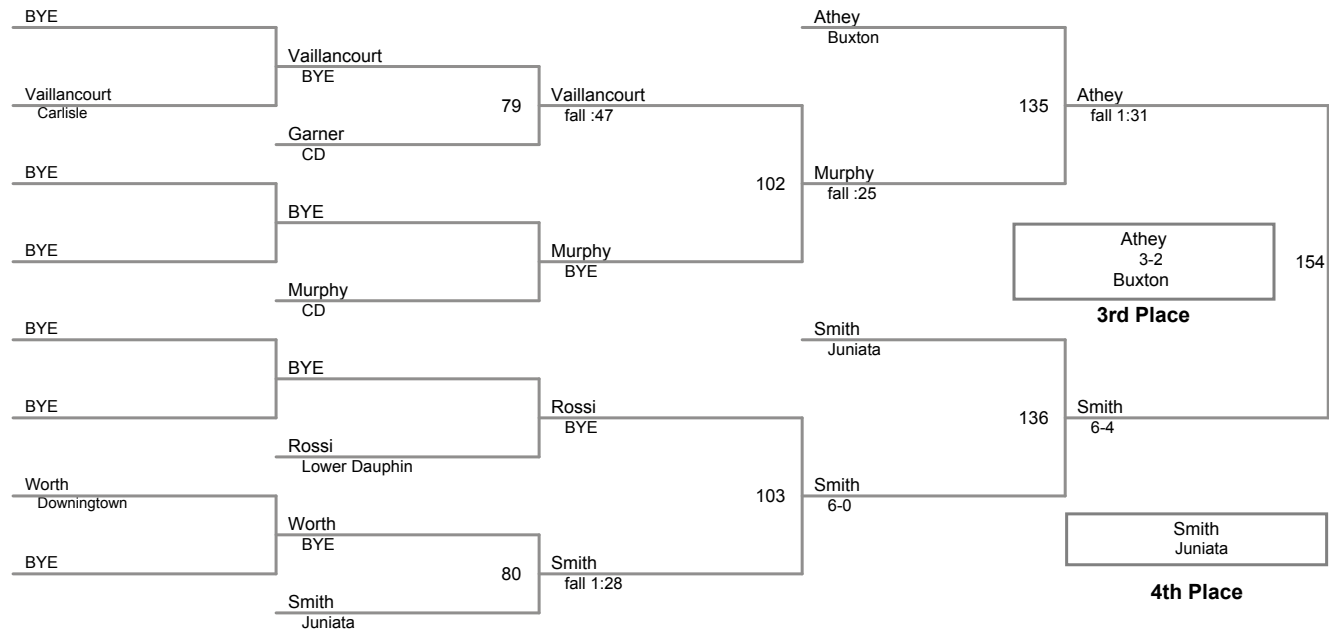 BYE
Vaillancourt
BYE
Vaillancourt
Carlisle
79
Vaillancourt
fall :47
Garner
CD
BYE
BYE
BYE
Murphy
BYE
Murphy
CD
102
Murphy
fall :25
Athey
Buxton
135
Athey
fall 1:31
BYE
BYE
BYE
Rossi
BYE
Rossi
Lower Dauphin
Worth
Downingtown
Worth
BYE
BYE
80
Smith
fall 1:28
Smith
Juniata
103
Smith
6-0
Smith
Juniata
136
Smith
6-4
154
Athey
3-2
Buxton
3rd Place
Smith
Juniata
4th Place